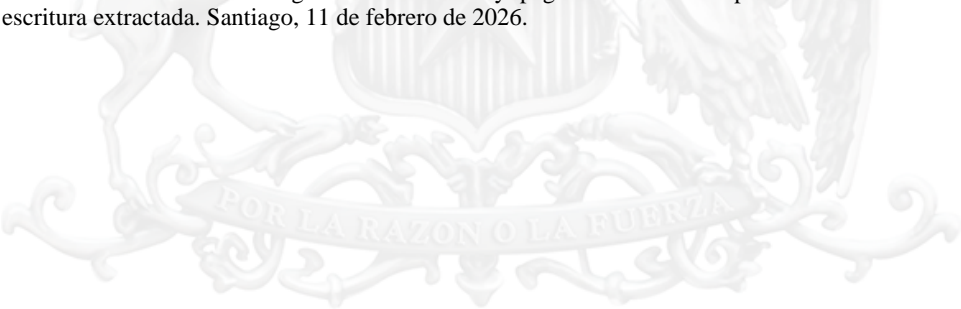 escritura extractada. Santiago, 11 de febrero de 2026.
POR LA RAZON O LA FUERZA